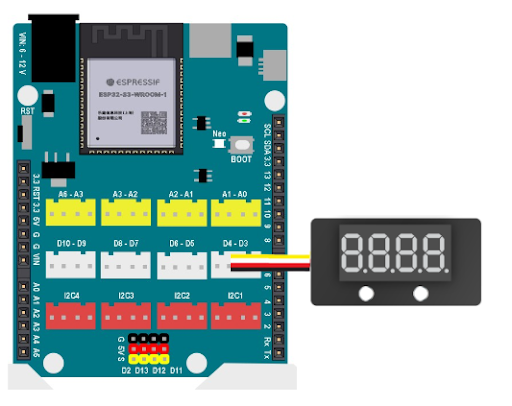 VIN: 6 - 12 V
ESPRESSIF
ESP32-S3-WROOM-1
RST
Neo
BOOT
SCL
SDA
3.3
13
12
11
10
9
8
3.3
RST
3.3
5V
G
G
VIN
A0
A1
A2
A3
A4
A6
A6 - A3
A3 - A2
A2 - A1
A1 - A0
D10 - D9
D8 - D7
D6 - D5
D4 - D3
I2C4
I2C3
I2C2
I2C1
6
5
4
3
2
Rx
Tx
8.8.8.8.
G
5V
S
D2 D13 D12 D11